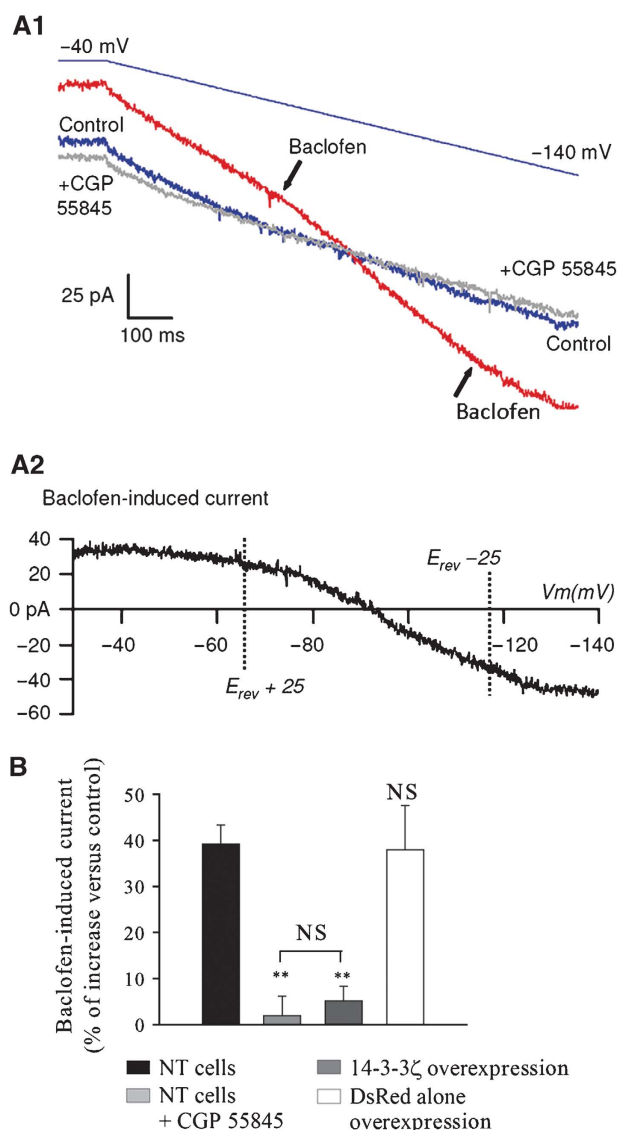 A1
−40 mV
Control
Baclofen
−140 mV
+CGP
55845
+CGP 55845
25 pA
100 ms
Control
Baclofen
A2
Baclofen-induced current
40
20
0 pA
−20
−40
−60
−40
−60
−80
−120
−140
Erev + 25
Erev −25
Vm(mV)
B
Baclofen-induced current
(% of increase versus control)
50
40
30
20
10
0
NS
**
**
NS
NT cells
NT cells
+ CGP 55845
14-3-3ζ overexpression
DsRed alone
overexpression